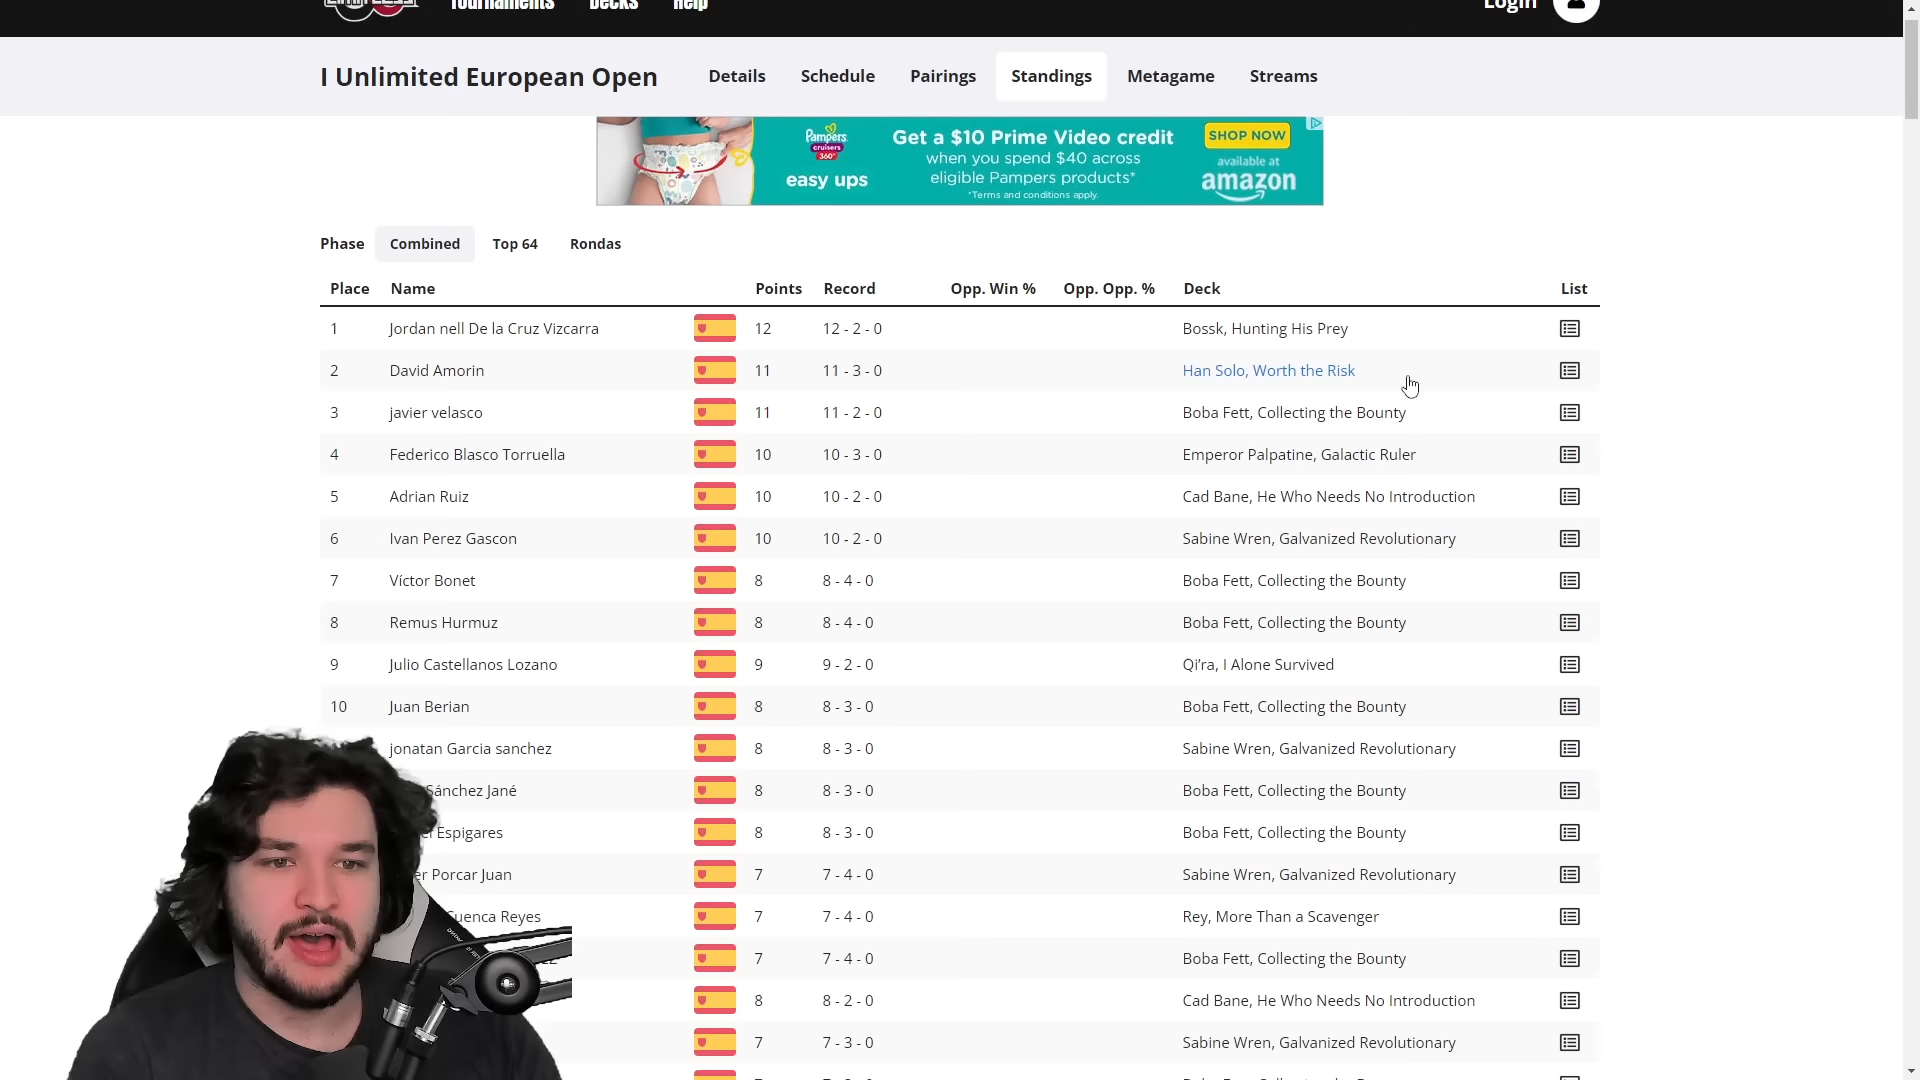 Tournaments Decks Help Login
I Unlimited European Open Details Schedule Pairings Standings Metagame Streams
Pampers cruisers 360°
easy ups
Get a $10 Prime Video credit
when you spend $40 across
eligible Pampers products*
*Terms and conditions apply.
SHOP NOW
available at
amazon
Phase Combined Top 64 Rondas
Place Name Points Record Opp. Win % Opp. Opp. % Deck List
1 Jordan nell De la Cruz Vizcarra 12 12 - 2 - 0 Bossk, Hunting His Prey
2 David Amorin 11 11 - 3 - 0 Han Solo, Worth the Risk
3 javier velasco 11 11 - 2 - 0 Boba Fett, Collecting the Bounty
4 Federico Blasco Torruella 10 10 - 3 - 0 Emperor Palpatine, Galactic Ruler
5 Adrian Ruiz 10 10 - 2 - 0 Cad Bane, He Who Needs No Introduction
6 Ivan Perez Gascon 10 10 - 2 - 0 Sabine Wren, Galvanized Revolutionary
7 Víctor Bonet 8 8 - 4 - 0 Boba Fett, Collecting the Bounty
8 Remus Hurmuz 8 8 - 4 - 0 Boba Fett, Collecting the Bounty
9 Julio Castellanos Lozano 9 9 - 2 - 0 Qi’ra, I Alone Survived
10 Juan Berian 8 8 - 3 - 0 Boba Fett, Collecting the Bounty
jonatan Garcia sanchez 8 8 - 3 - 0 Sabine Wren, Galvanized Revolutionary
Sánchez Jané 8 8 - 3 - 0 Boba Fett, Collecting the Bounty
Espigares 8 8 - 3 - 0 Boba Fett, Collecting the Bounty
Porcar Juan 7 7 - 4 - 0 Sabine Wren, Galvanized Revolutionary
Cuenca Reyes 7 7 - 4 - 0 Rey, More Than a Scavenger
7 7 - 4 - 0 Boba Fett, Collecting the Bounty
8 8 - 2 - 0 Cad Bane, He Who Needs No Introduction
7 7 - 3 - 0 Sabine Wren, Galvanized Revolutionary